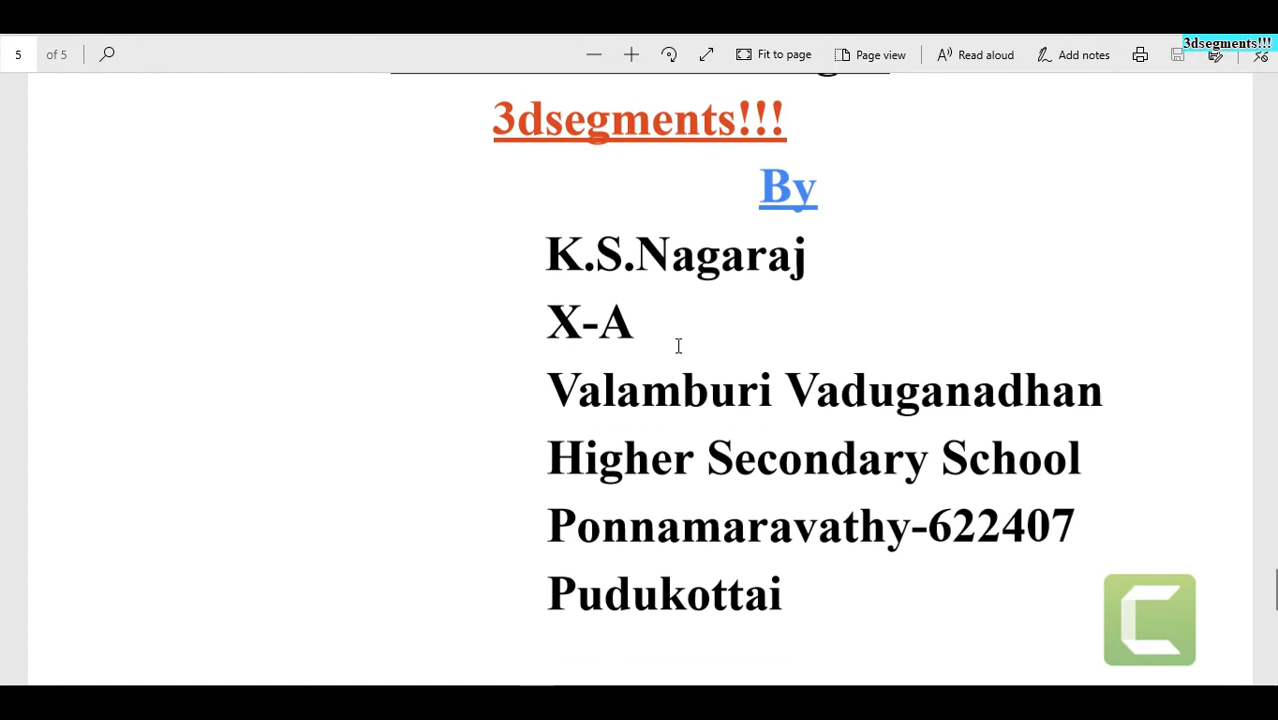 5 of 5 Fit to page Page view Read aloud Add notes
3dsegments!!!
3dsegments!!!
By
K.S.Nagaraj
X-A
Valamburi Vaduganadhan
Higher Secondary School
Ponnamaravathy-622407
Pudukottai